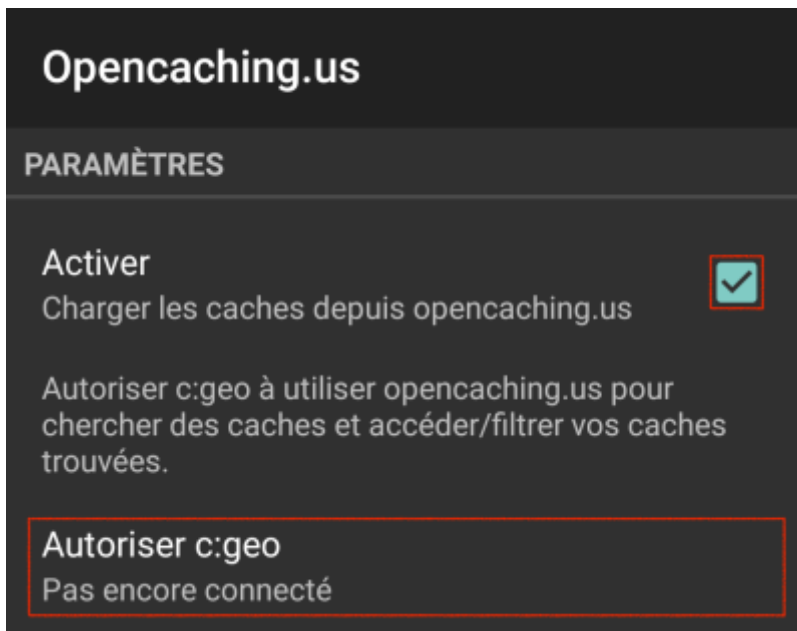 Opencaching.us
PARAMÈTRES
Activer
Charger les caches depuis opencaching.us
Autoriser c:geo à utiliser opencaching.us pour
chercher des caches et accéder/filtrer vos caches
trouvées.
Autoriser c:geo
Pas encore connecté